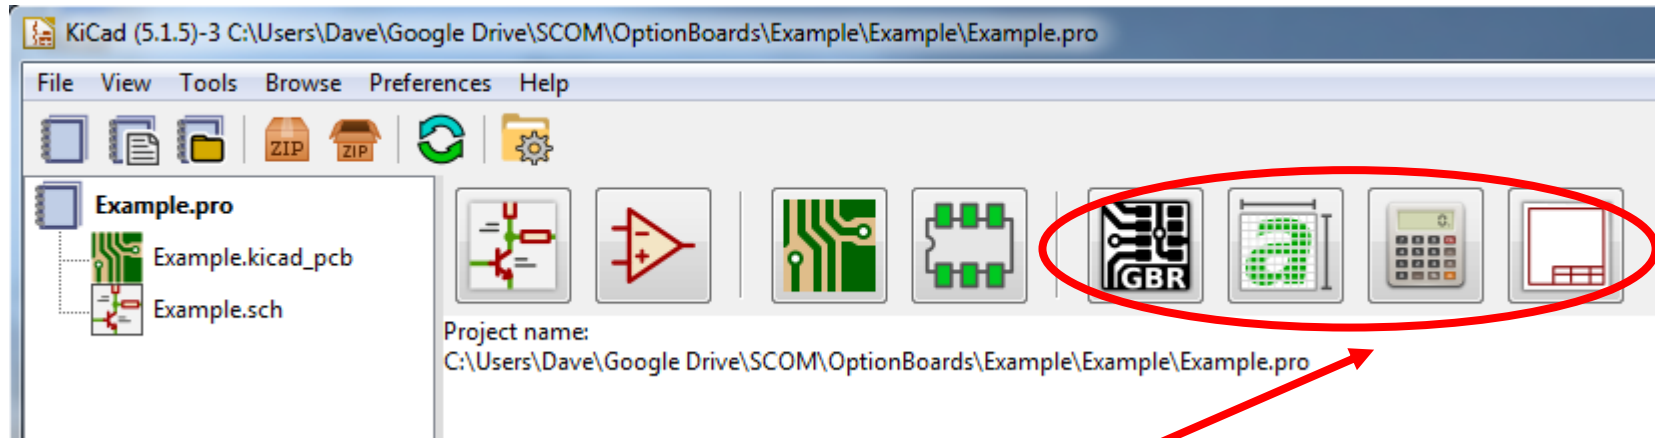 KiCad (5.1.5)-3 C:\Users\Dave\Google Drive\SCOM\OptionBoards\Example\Example\Example.pro
File View Tools Browse Preferences Help
ZIP ZIP
Example.pro
Example.kicad_pcb
Example.sch
GBR a 0.
Project name:
C:\Users\Dave\Google Drive\SCOM\OptionBoards\Example\Example\Example.pro